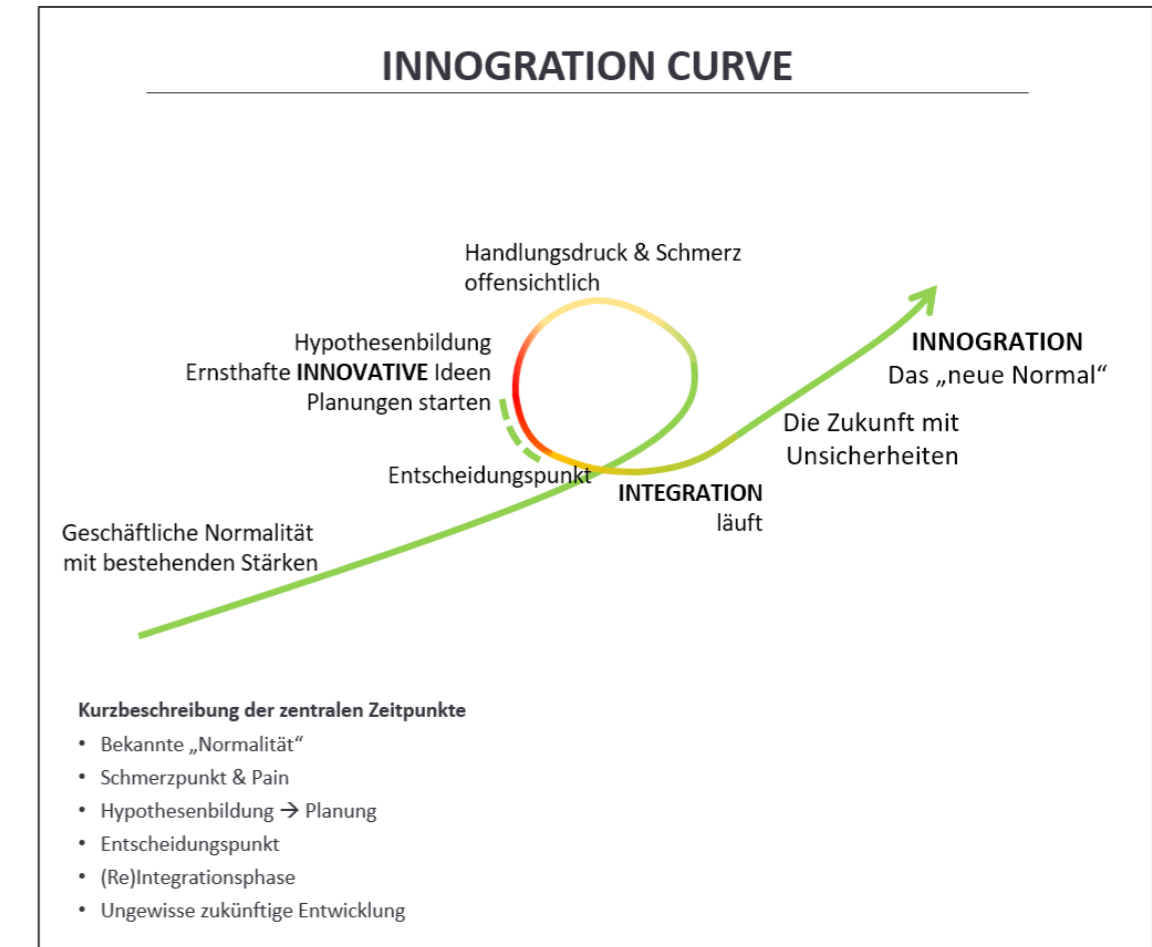 INNOGRATION CURVE
Handlungsdruck & Schmerz
offensichtlich
Hypothesenbildung
Ernsthafte INNOVATIVE Ideen
Planungen starten
INNOGRATION
Das „neue Normal“
Die Zukunft mit
Unsicherheiten
Entscheidungspunkt
INTEGRATION
läuft
Geschäftliche Normalität
mit bestehenden Stärken
Kurzbeschreibung der zentralen Zeitpunkte
• Bekannte „Normalität“
• Schmerzpunkt & Pain
• Hypothesenbildung → Planung
• Entscheidungspunkt
• (Re)Integrationsphase
• Ungewisse zukünftige Entwicklung